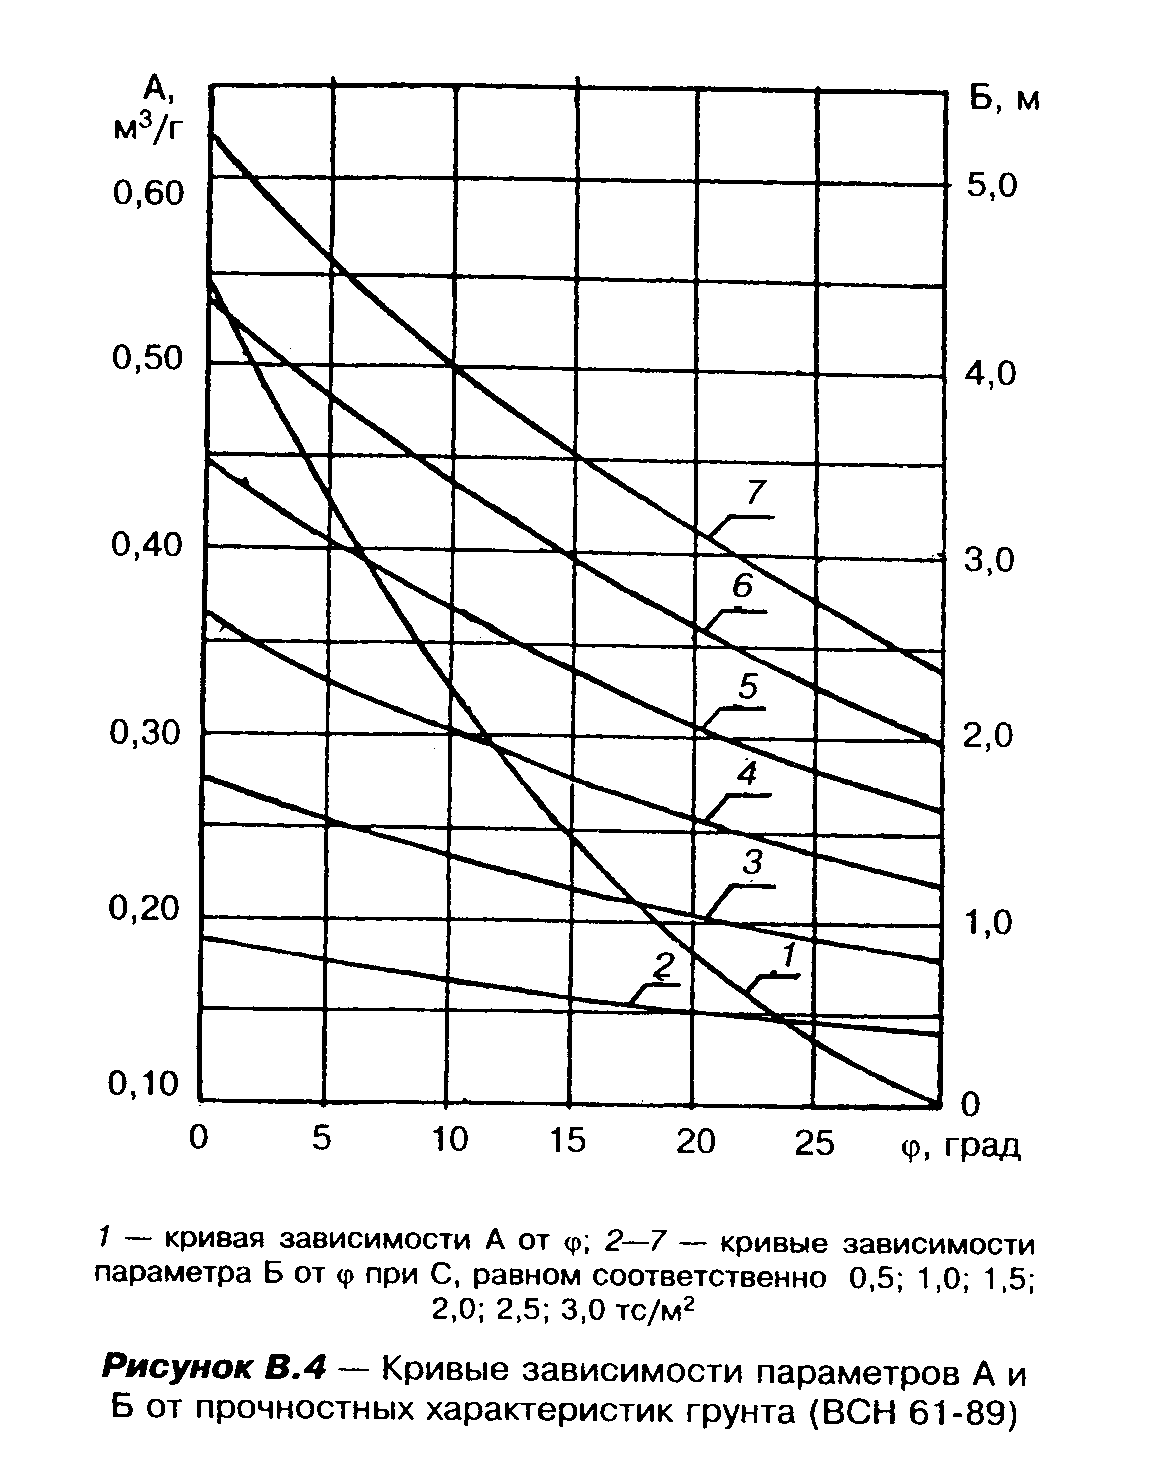 А,
м³/г
Б, м
0,60
5,0
0,50
4,0
7
0,40
3,0
6
5
0,30
2,0
4
3
0,20
1,0
2
1
0,10
0
0 5 10 15 20 25 φ, град
1 — кривая зависимости А от φ; 2—7 — кривые зависимости
параметра Б от φ при С, равном соответственно 0,5; 1,0; 1,5;
2,0; 2,5; 3,0 тс/м²
Рисунок В.4 — Кривые зависимости параметров А и
Б от прочностных характеристик грунта (ВСН 61-89)